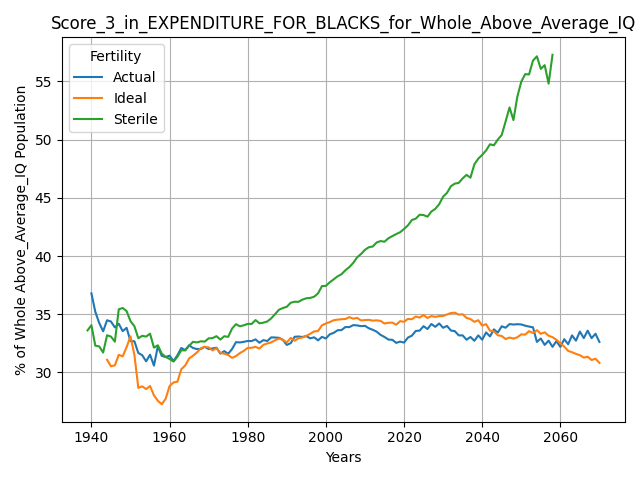 Score_3_in_EXPENDITURE_FOR_BLACKS_for_Whole_Above_Average_IQ
Fertility
Actual
Ideal
Sterile
% of Whole Above_Average_IQ Population
55
50
45
40
35
30
1940 1960 1980 2000 2020 2040 2060
Years